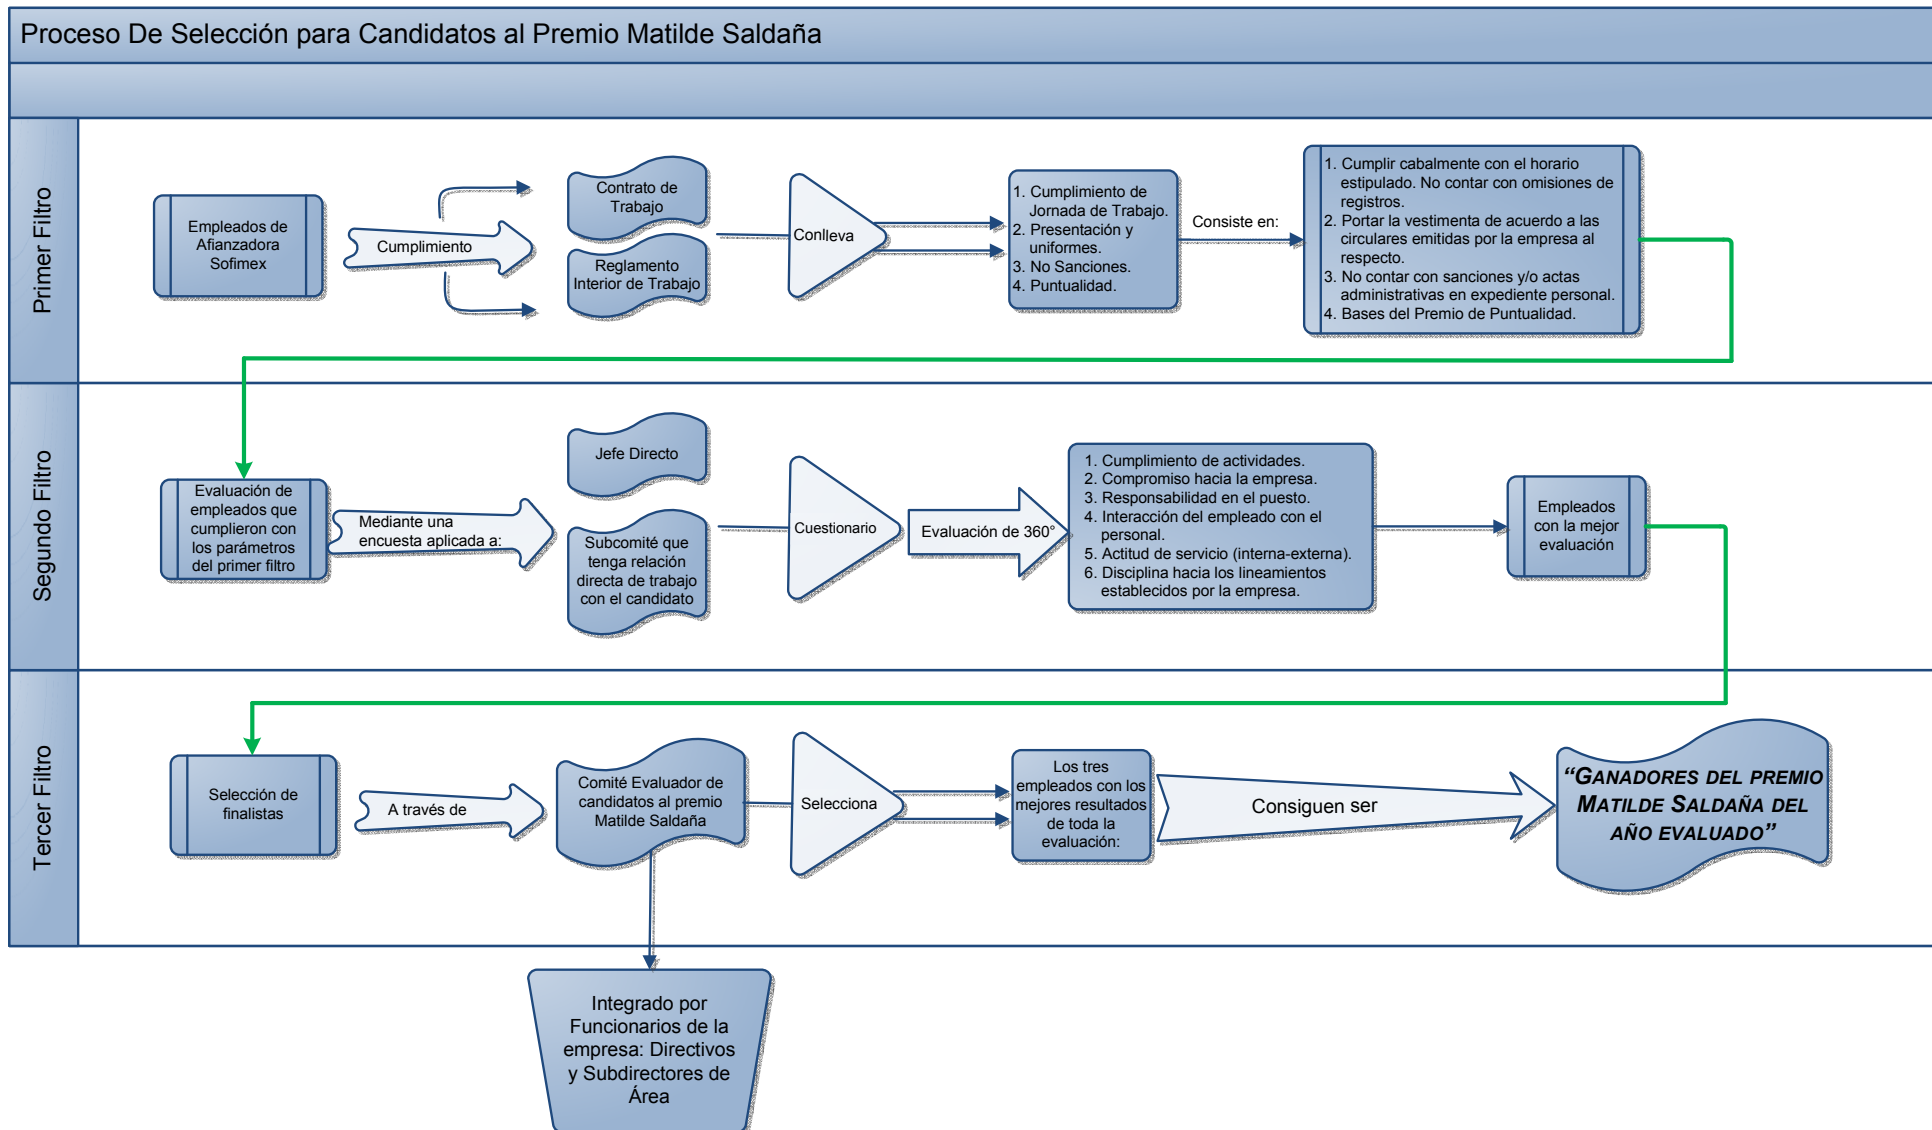 Proceso De Selección para Candidatos al Premio Matilde Saldaña
Primer Filtro
Empleados de
Afianzadora
Sofimex
Cumplimiento
Contrato de
Trabajo
Reglamento
Interior de Trabajo
Conlleva
1. Cumplimiento de
Jornada de Trabajo.
2. Presentación y
uniformes.
3. No Sanciones.
4. Puntualidad.
Consiste en:
1. Cumplir cabalmente con el horario
estipulado. No contar con omisiones de
registros.
2. Portar la vestimenta de acuerdo a las
circulares emitidas por la empresa al
respecto.
3. No contar con sanciones y/o actas
administrativas en expediente personal.
4. Bases del Premio de Puntualidad.
Segundo Filtro
Evaluación de
empleados que
cumplieron con
los parámetros
del primer filtro
Mediante una
encuesta aplicada a:
Jefe Directo
Subcomité que
tenga relación
directa de trabajo
con el candidato
Cuestionario
Evaluación de 360°
1. Cumplimiento de actividades.
2. Compromiso hacia la empresa.
3. Responsabilidad en el puesto.
4. Interacción del empleado con el
personal.
5. Actitud de servicio (interna-externa).
6. Disciplina hacia los lineamientos
establecidos por la empresa.
Empleados
con la mejor
evaluación
Tercer Filtro
Selección de
finalistas
A través de
Comité Evaluador de
candidatos al premio
Matilde Saldaña
Selecciona
Los tres
empleados con los
mejores resultados
de toda la
evaluación:
Consiguen ser
“GANADORES DEL PREMIO
MATILDE SALDAÑA DEL
AÑO EVALUADO”
Integrado por
Funcionarios de la
empresa: Directivos
y Subdirectores de
Área